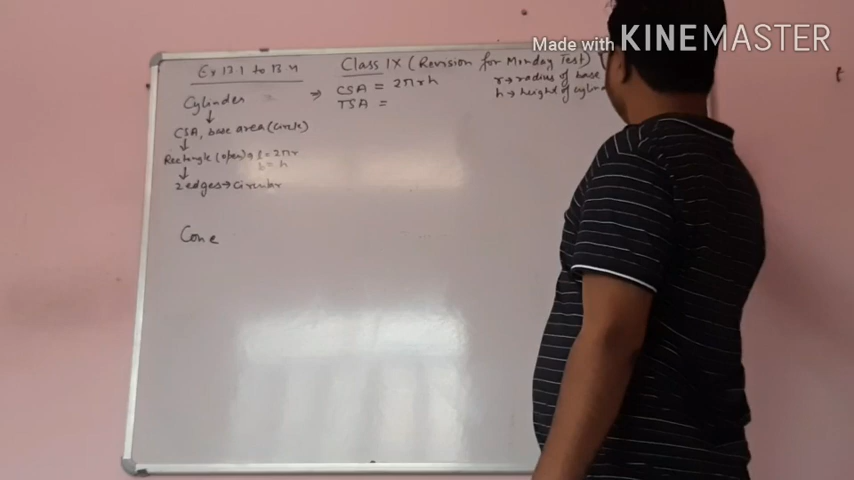 Made with KINEMASTER
Ex 13.1 to 13.4
Class IX (Revision for Monday Test)
Cylinder
⇒ CSA = 2πrh
r → radius of base
TSA =
h → height of cylin
↓
CSA, base area (circle)
↓
Rectangle (open) → l = 2πr
b = h
↓
2 edges → Circular
Cone